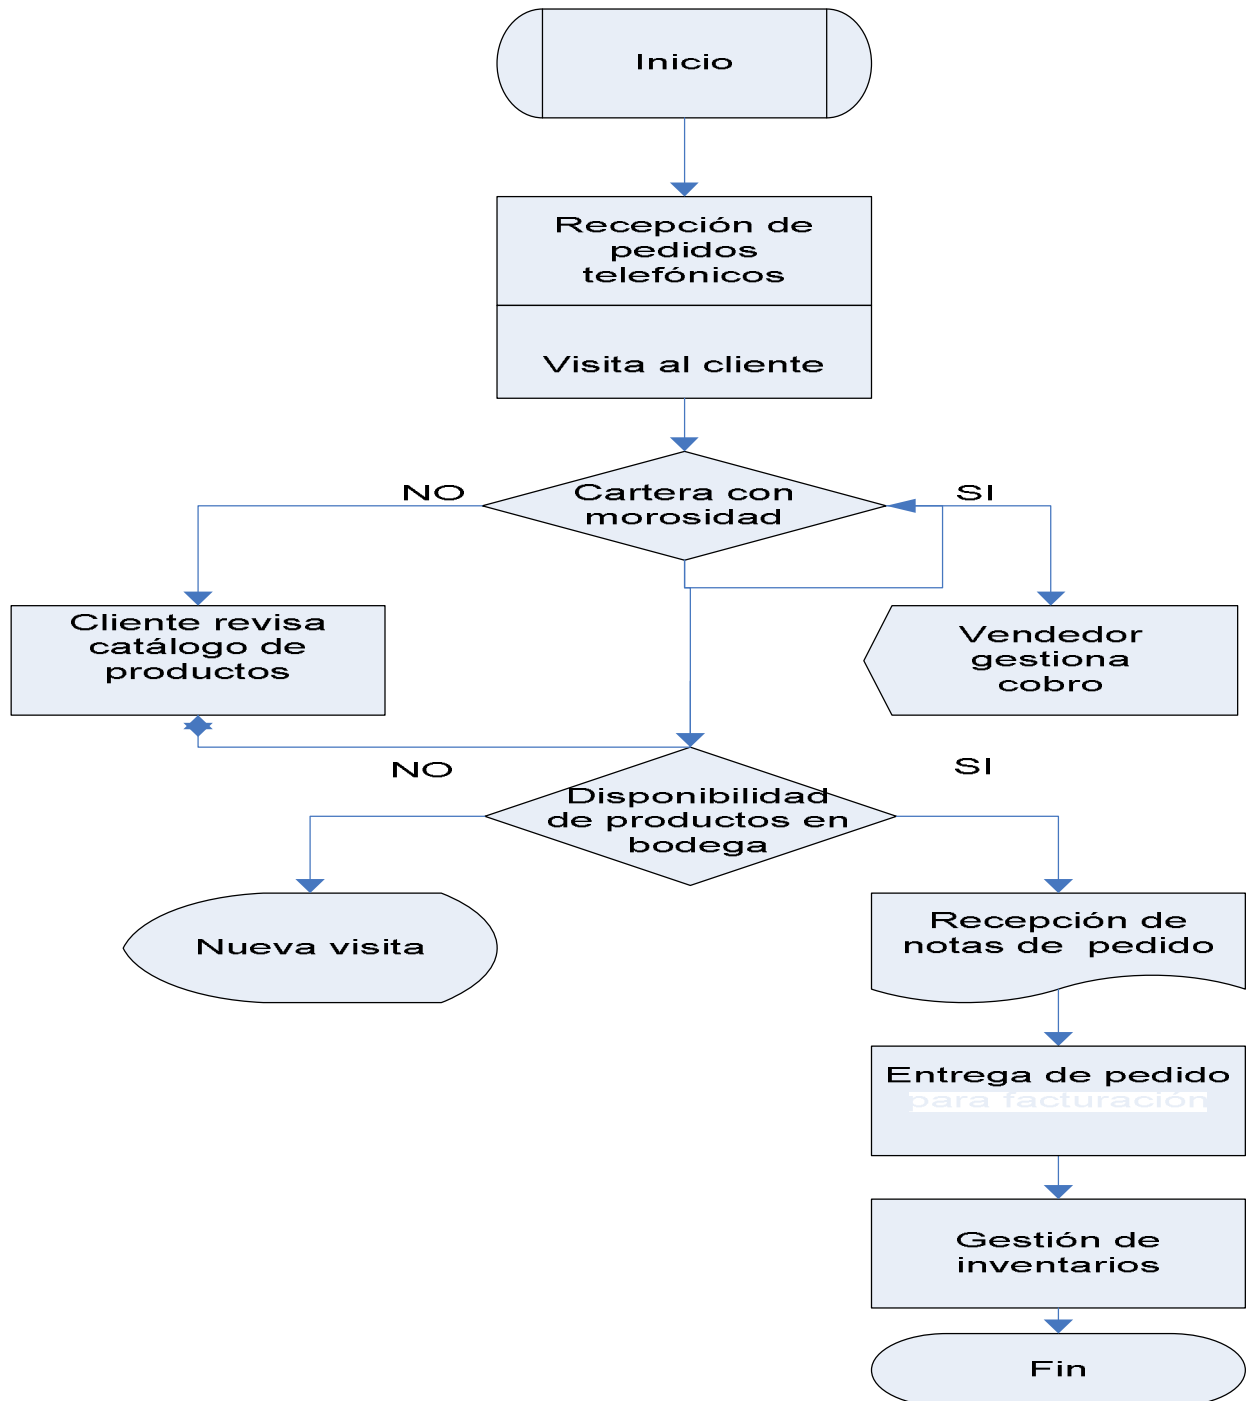 Inicio
Recepción de
pedidos
telefónicos
Visita al cliente
NO
Cartera con
morosidad
SI
Cliente revisa
catálogo de
productos
Vendedor
gestiona
cobro
NO
SI
Disponibilidad
de productos en
bodega
Nueva visita
Recepción de
notas de pedido
Entrega de pedido
para facturación
Gestión de
inventarios
Fin